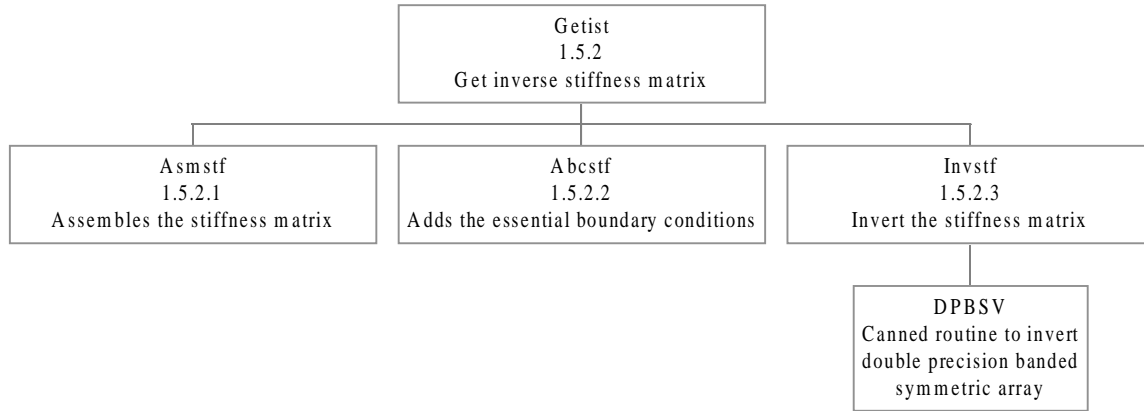 Getist
1.5.2
Get inverse stiffness matrix
Asmstf
1.5.2.1
Assembles the stiffness matrix
Abcstf
1.5.2.2
Adds the essential boundary conditions
Invstf
1.5.2.3
Invert the stiffness matrix
DPBSV
Canned routine to invert
double precision banded
symmetric array